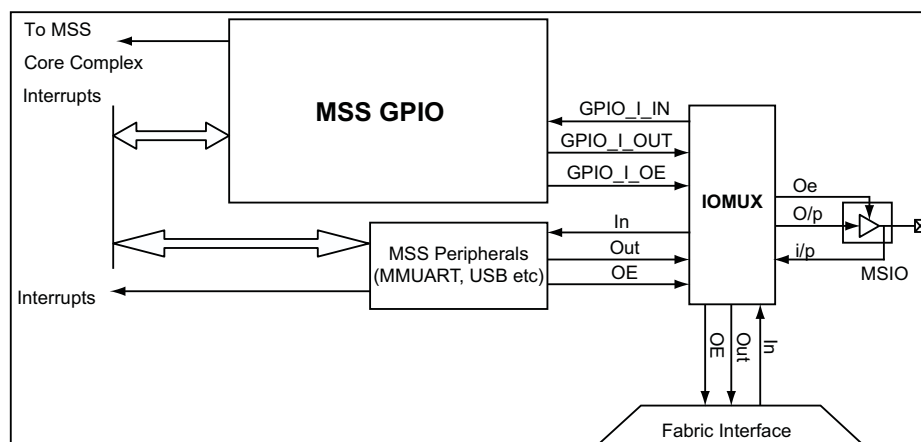 To MSS
Core Complex
Interrupts
MSS GPIO
GPIO_I_IN
GPIO_I_OUT
GPIO_I_OE
IOMUX
Oe
O/p
i/p
MSIO
In
Out
OE
MSS Peripherals
(MMUART, USB etc)
Interrupts
OE
Out
In
Fabric Interface